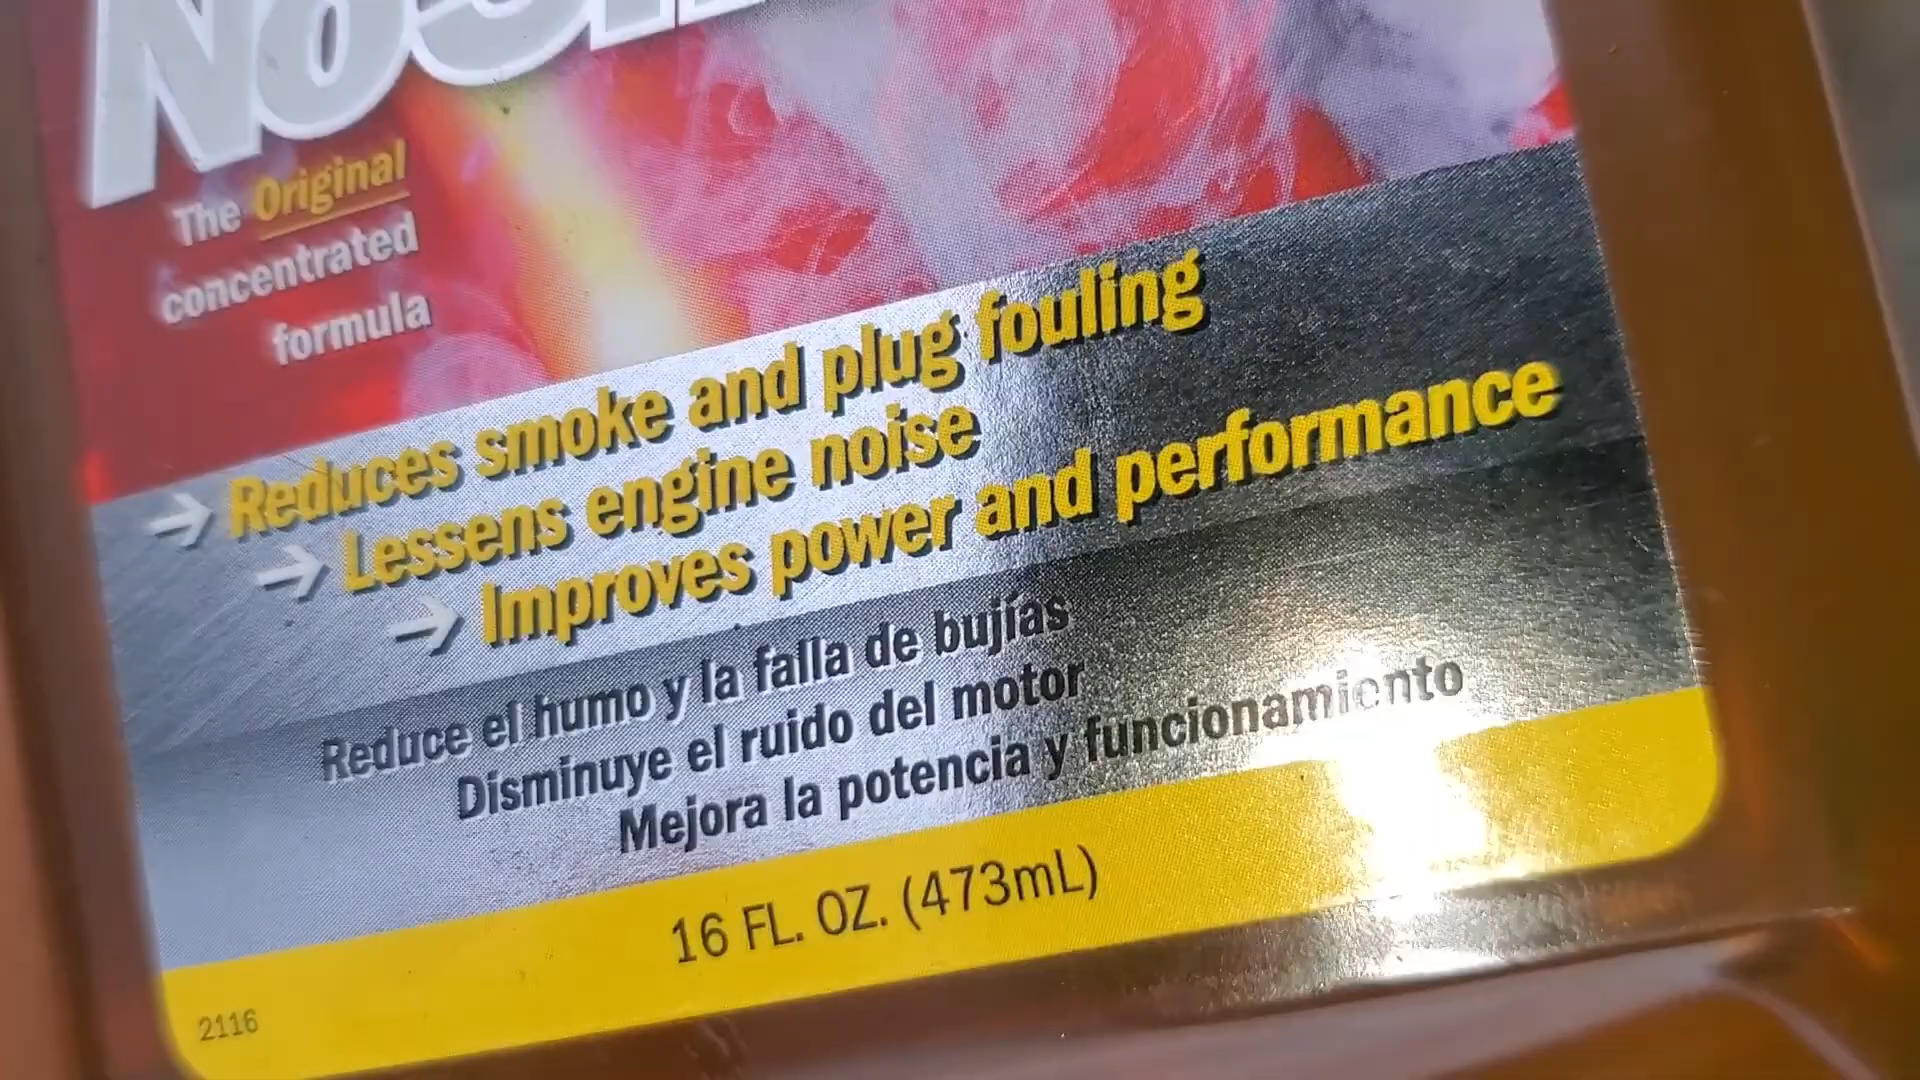 The Original
concentrated
formula
Reduces smoke and plug fouling
Lessens engine noise
Improves power and performance
Reduce el humo y la falla de bujías
Disminuye el ruido del motor
Mejora la potencia y funcionamiento
16 FL. OZ. (473mL)
2116